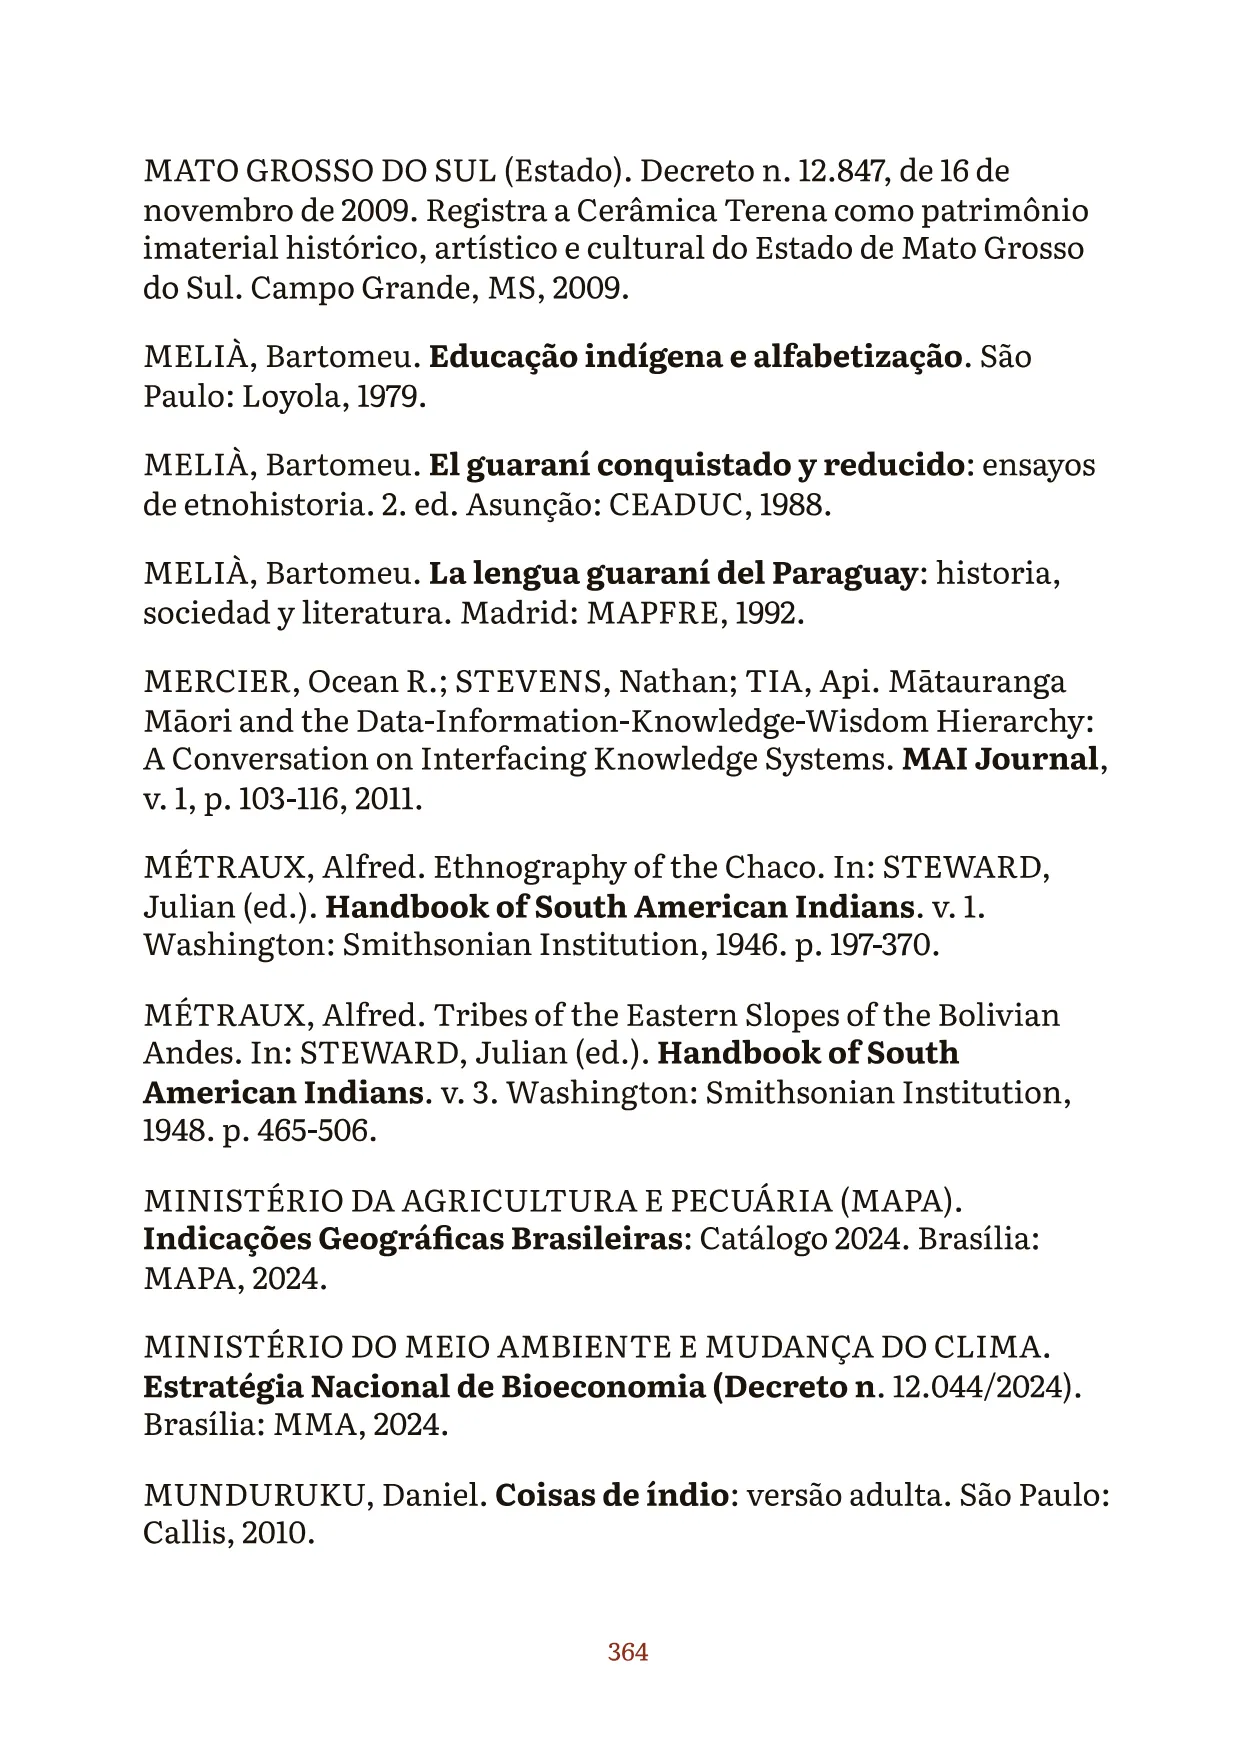 MATO GROSSO DO SUL (Estado). Decreto n. 12.847, de 16 de
novembro de 2009. Registra a Cerâmica Terena como patrimônio
imaterial histórico, artístico e cultural do Estado de Mato Grosso
do Sul. Campo Grande, MS, 2009.
MELIÀ, Bartomeu. Educação indígena e alfabetização. São
Paulo: Loyola, 1979.
MELIÀ, Bartomeu. El guaraní conquistado y reducido: ensayos
de etnohistoria. 2. ed. Asunção: CEADUC, 1988.
MELIÀ, Bartomeu. La lengua guaraní del Paraguay: historia,
sociedad y literatura. Madrid: MAPFRE, 1992.
MERCIER, Ocean R.; STEVENS, Nathan; TIA, Api. Mātauranga
Māori and the Data-Information-Knowledge-Wisdom Hierarchy:
A Conversation on Interfacing Knowledge Systems. MAI Journal,
v. 1, p. 103-116, 2011.
MÉTRAUX, Alfred. Ethnography of the Chaco. In: STEWARD,
Julian (ed.). Handbook of South American Indians. v. 1.
Washington: Smithsonian Institution, 1946. p. 197-370.
MÉTRAUX, Alfred. Tribes of the Eastern Slopes of the Bolivian
Andes. In: STEWARD, Julian (ed.). Handbook of South
American Indians. v. 3. Washington: Smithsonian Institution,
1948. p. 465-506.
MINISTÉRIO DA AGRICULTURA E PECUÁRIA (MAPA).
Indicações Geográficas Brasileiras: Catálogo 2024. Brasília:
MAPA, 2024.
MINISTÉRIO DO MEIO AMBIENTE E MUDANÇA DO CLIMA.
Estratégia Nacional de Bioeconomia (Decreto n. 12.044/2024).
Brasília: MMA, 2024.
MUNDURUKU, Daniel. Coisas de índio: versão adulta. São Paulo:
Callis, 2010.
364